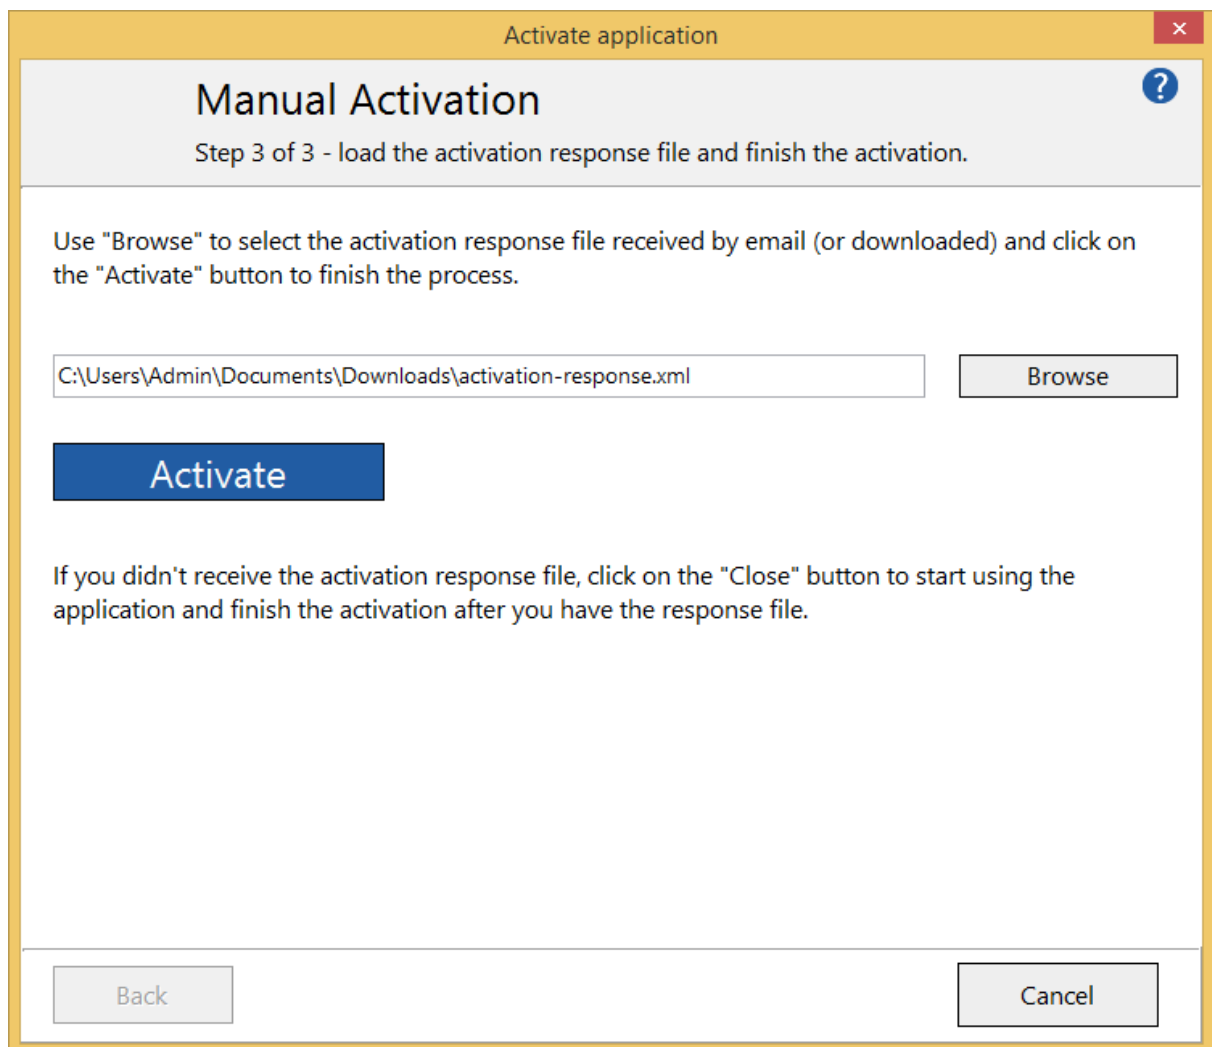 Activate application
×
Manual Activation
?
Step 3 of 3 - load the activation response file and finish the activation.
Use "Browse" to select the activation response file received by email (or downloaded) and click on
the "Activate" button to finish the process.
C:\Users\Admin\Documents\Downloads\activation-response.xml
Browse
Activate
If you didn't receive the activation response file, click on the "Close" button to start using the
application and finish the activation after you have the response file.
Back
Cancel